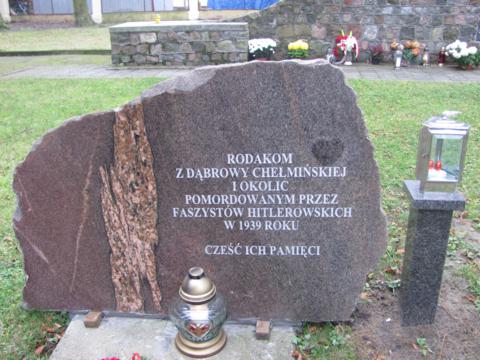 RODAKOM
Z DĄBROWY CHEŁMIŃSKIEJ
I OKOLIC
POMORDOWANYM PRZEZ
FASZYSTÓW HITLEROWSKICH
W 1939 ROKU
CZEŚĆ ICH PAMIĘCI